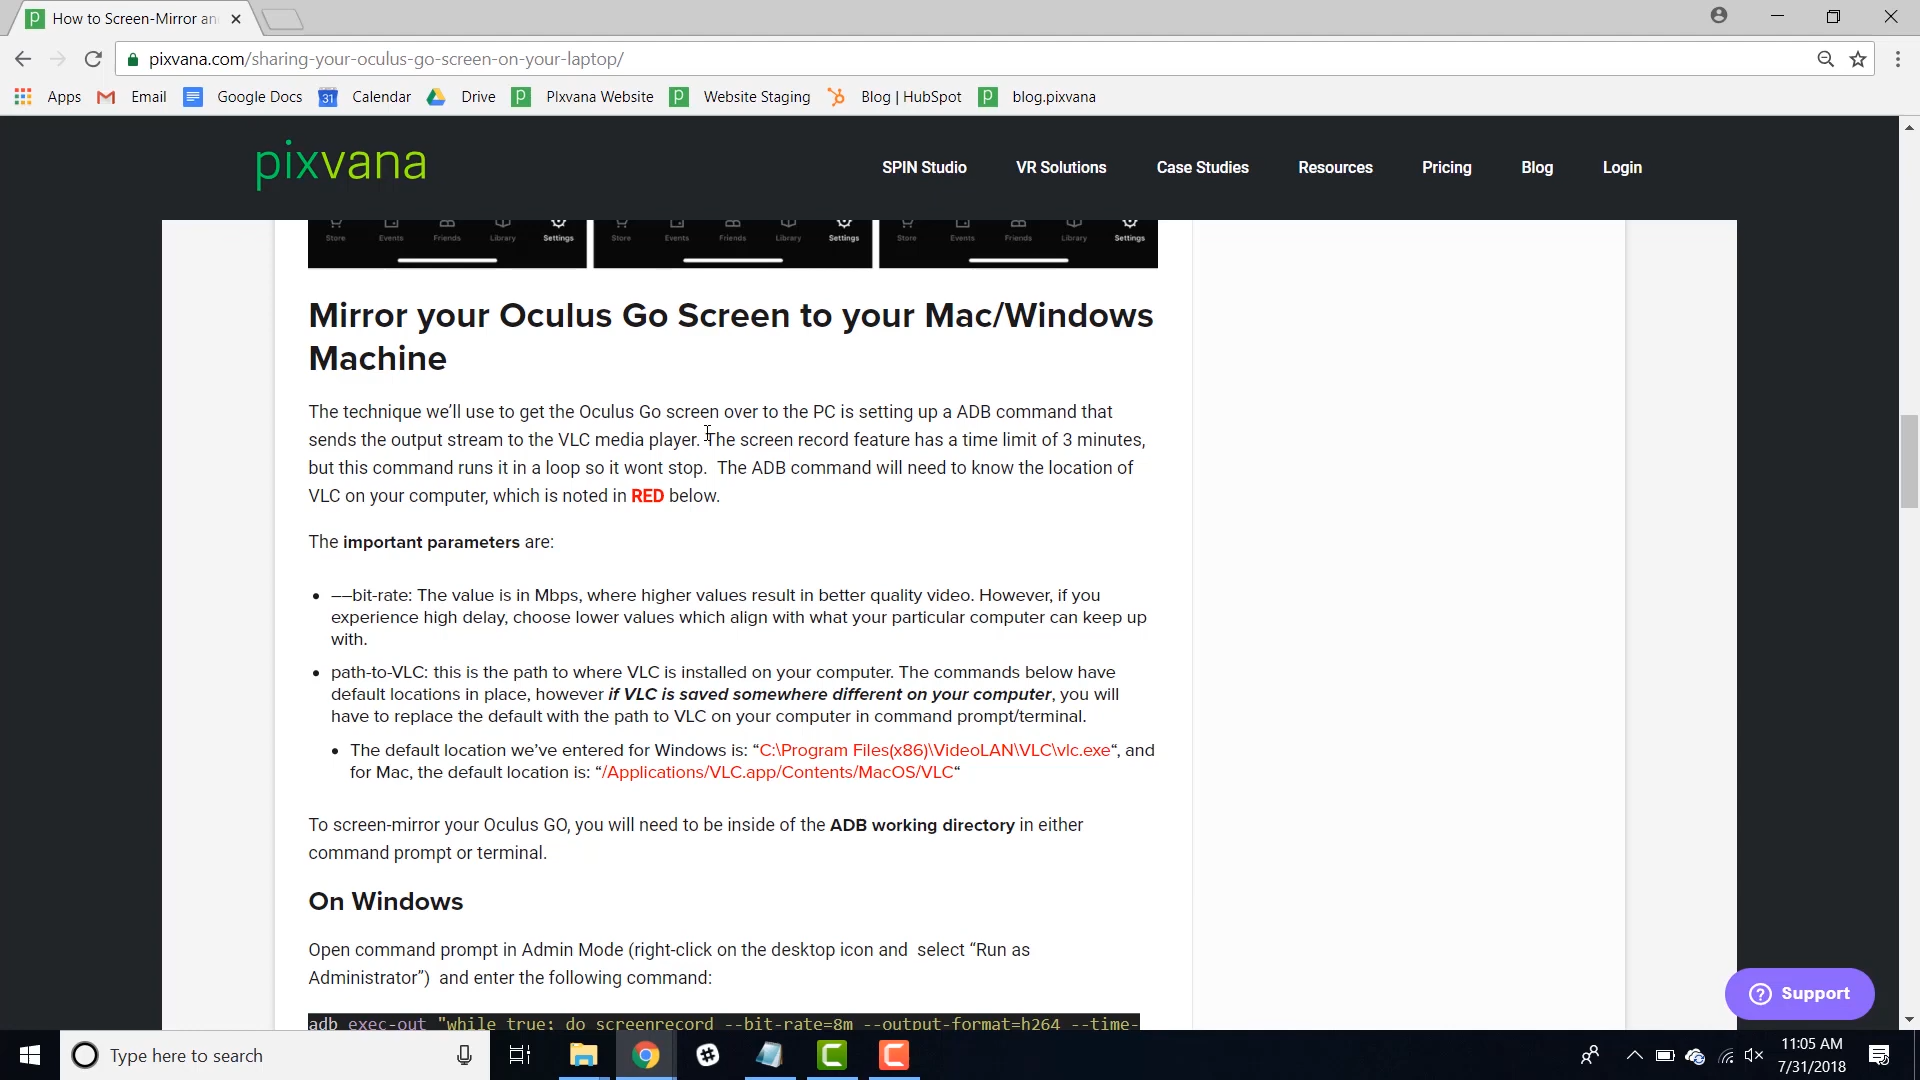 How to Screen-Mirror an
pixvana.com/sharing-your-oculus-go-screen-on-your-laptop/
Apps Email Google Docs 31 Calendar Drive PIxvana Website Website Staging Blog | HubSpot blog.pixvana
pixvana SPIN Studio VR Solutions Case Studies Resources Pricing Blog Login
Store Events Friends Library Settings Store Events Friends Library Settings Store Events Friends Library Settings
Mirror your Oculus Go Screen to your Mac/Windows
Machine
The technique we’ll use to get the Oculus Go screen over to the PC is setting up a ADB command that
sends the output stream to the VLC media player. The screen record feature has a time limit of 3 minutes,
but this command runs it in a loop so it wont stop.  The ADB command will need to know the location of
VLC on your computer, which is noted in RED below.
The important parameters are:
• —–bit-rate: The value is in Mbps, where higher values result in better quality video. However, if you
experience high delay, choose lower values which align with what your particular computer can keep up
with.
• path-to-VLC: this is the path to where VLC is installed on your computer. The commands below have
default locations in place, however if VLC is saved somewhere different on your computer, you will
have to replace the default with the path to VLC on your computer in command prompt/terminal.
• The default location we’ve entered for Windows is: “C:\Program Files(x86)\VideoLAN\VLC\vlc.exe“, and
for Mac, the default location is: “/Applications/VLC.app/Contents/MacOS/VLC“
To screen-mirror your Oculus GO, you will need to be inside of the ADB working directory in either
command prompt or terminal.
On Windows
Open command prompt in Admin Mode (right-click on the desktop icon and  select “Run as
Administrator”)  and enter the following command:
adb exec-out "while true; do screenrecord --bit-rate=8m --output-format=h264 --time-
Support
Type here to search
11:05 AM
7/31/2018